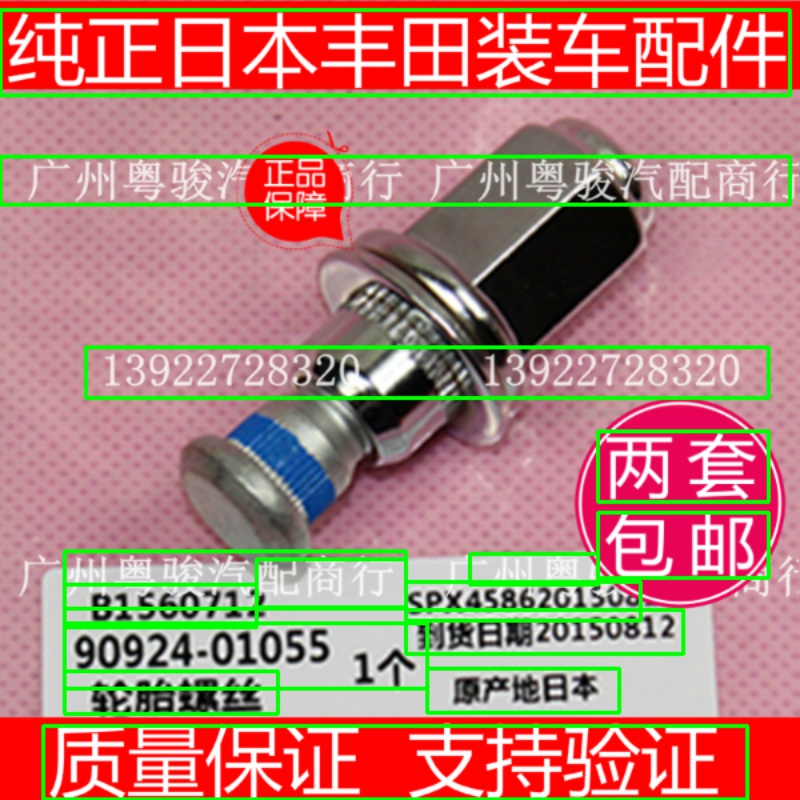 纯正日本丰田装车配件
正品
保障
广州粤骏汽配商行 广州粤骏汽配商行
13922728320 13922728320
两套
包邮
广州粤骏汽配商行
B1560712
90924-01055
1个
轮胎螺丝
到货日期20150812
原产地日本
质量保证 支持验证